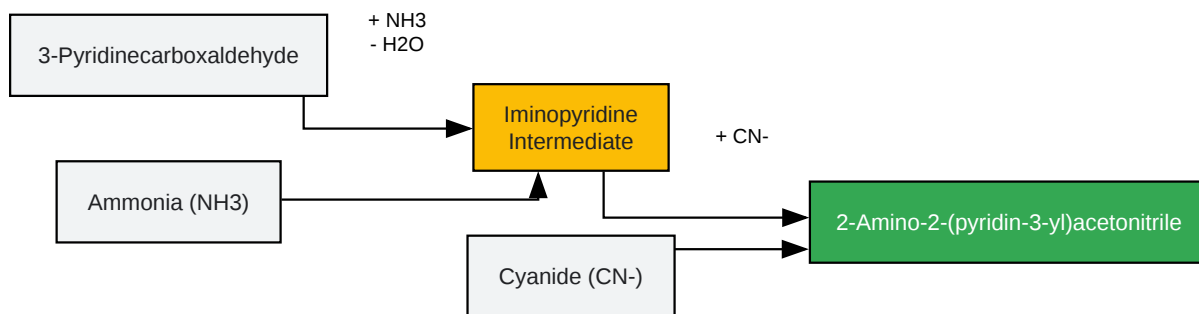 + NH3
- H2O
3-Pyridinecarboxaldehyde
Iminopyridine
Intermediate
+ CN-
Ammonia (NH3)
2-Amino-2-(pyridin-3-yl)acetonitrile
Cyanide (CN-)